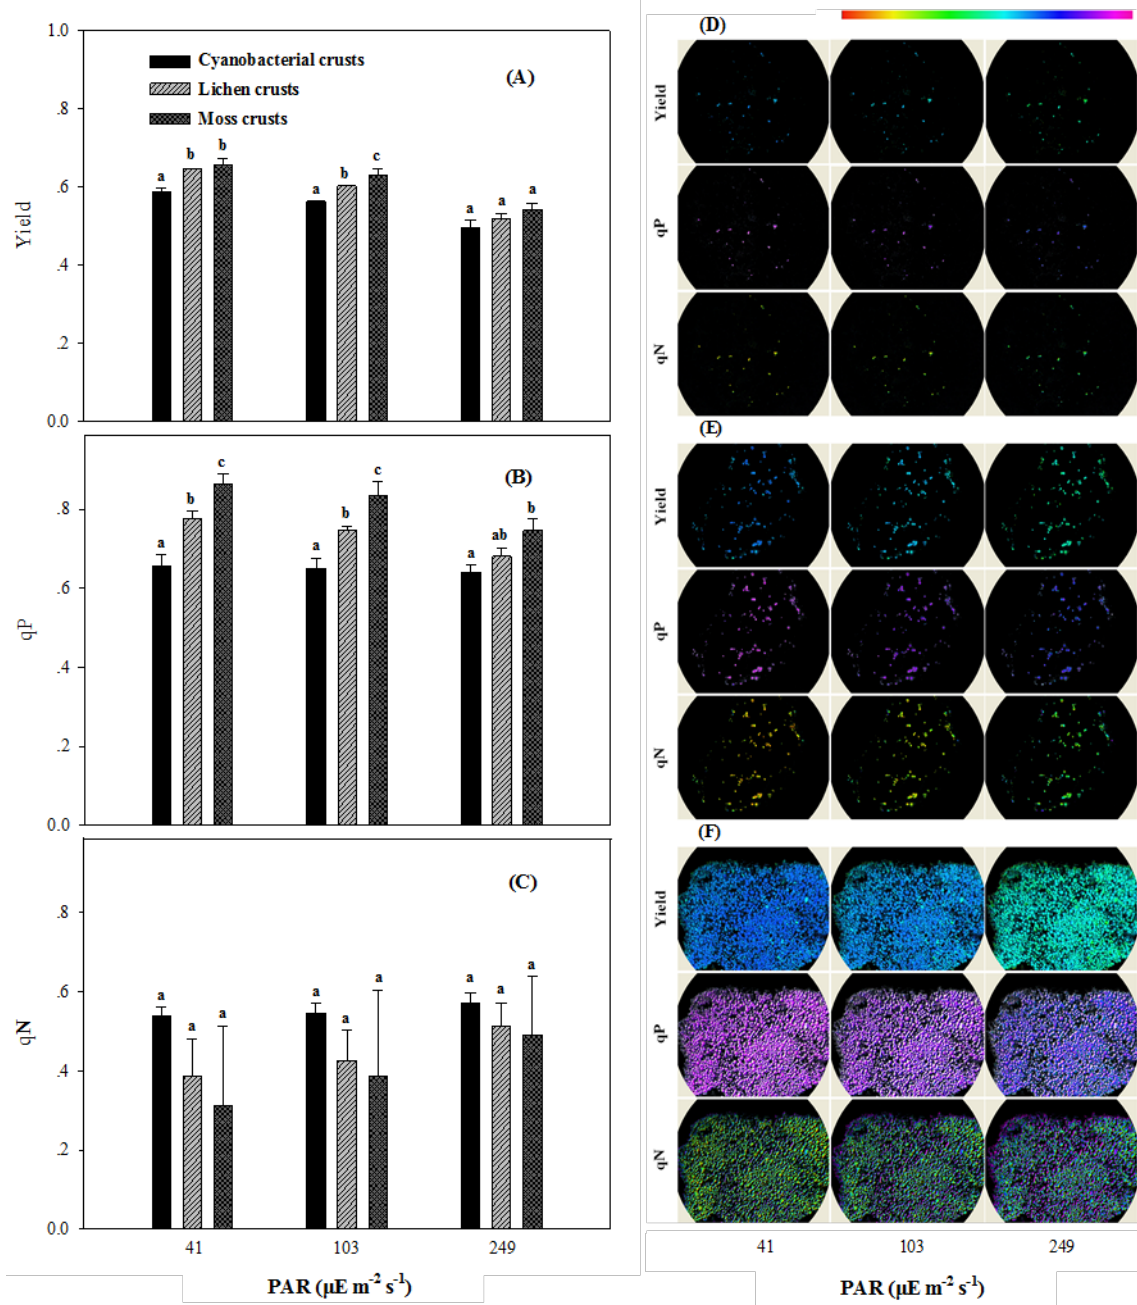 1.0
Cyanobacterial crusts
Lichen crusts
Moss crusts
(A)
.8
.6
.4
.2
0.0
Yield
a b b
a b c
a a a
(B)
.8
.6
.4
.2
0.0
qP
a b c
a b c
a ab b
(C)
.8
.6
.4
.2
0.0
qN
a a a
a a a
a a a
41 103 249
PAR (µE m-2 s-1)
(D)
Yield
qP
qN
(E)
Yield
qP
qN
(F)
Yield
qP
qN
41 103 249
PAR (µE m-2 s-1)